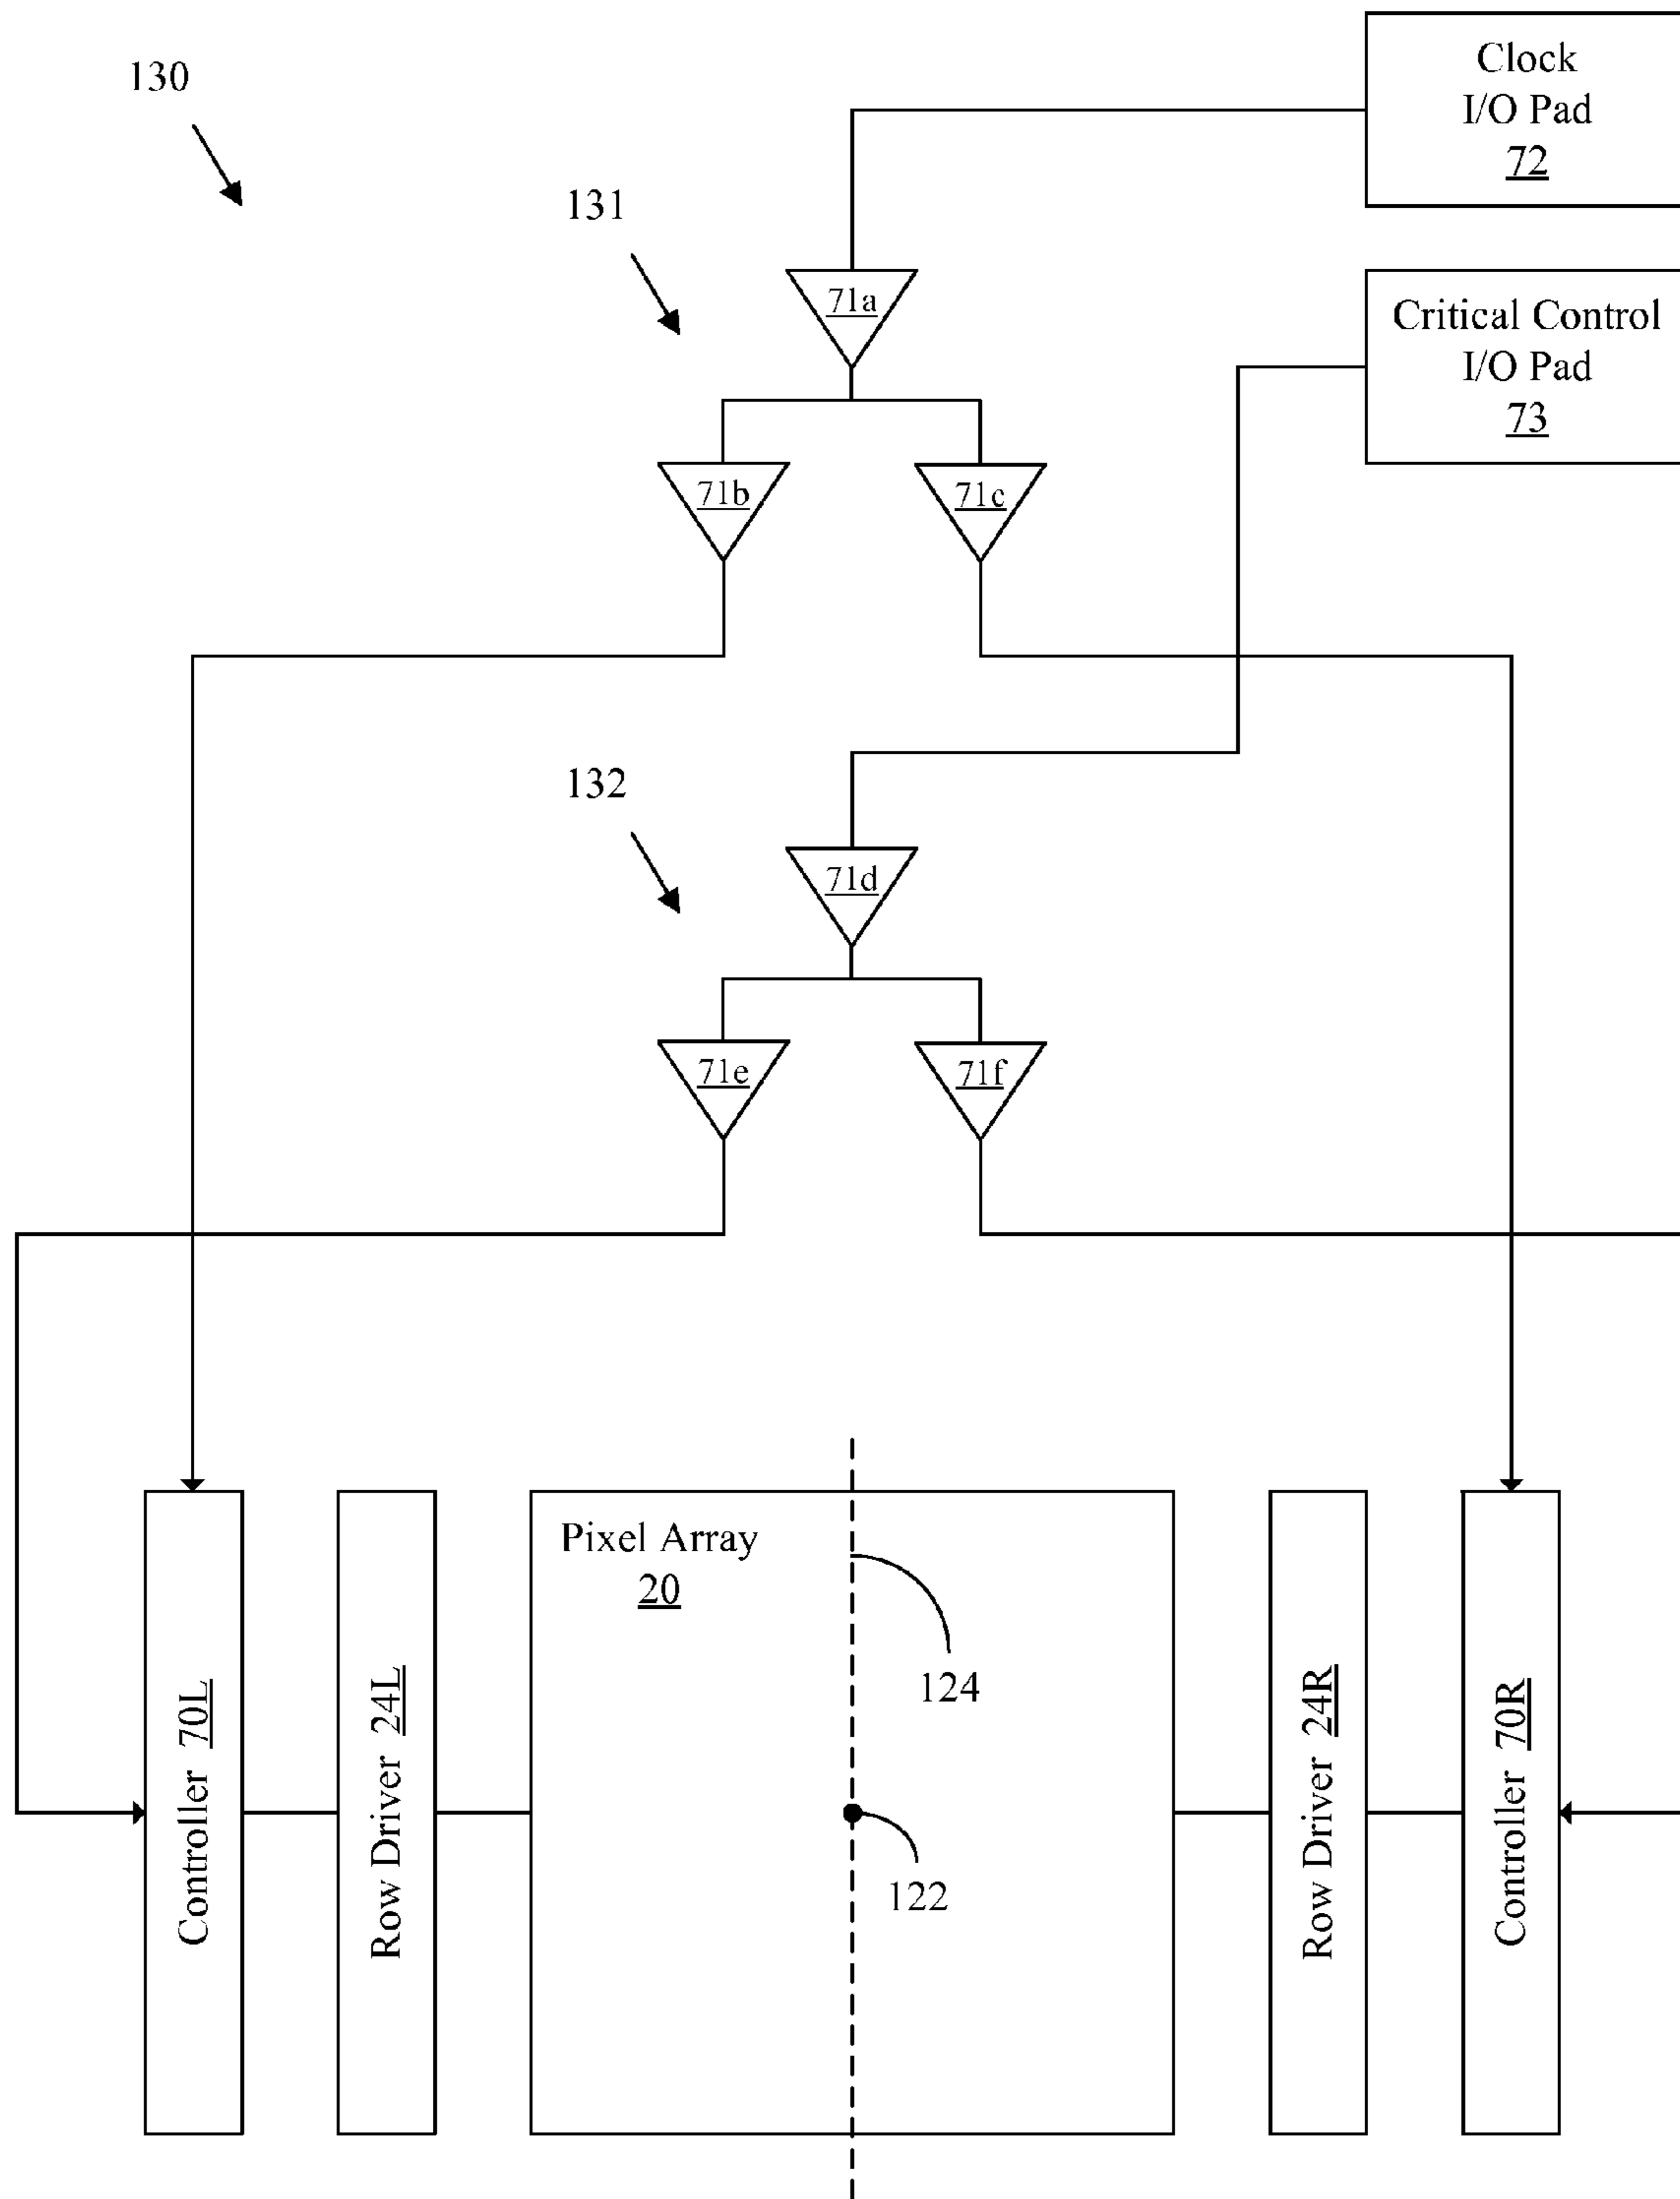 130
Clock
I/O Pad
72
131
71a
Critical Control
I/O Pad
73
71b
71c
132
71d
71e
71f
Pixel Array
20
124
122
Controller 70L
Row Driver 24L
Row Driver 24R
Controller 70R